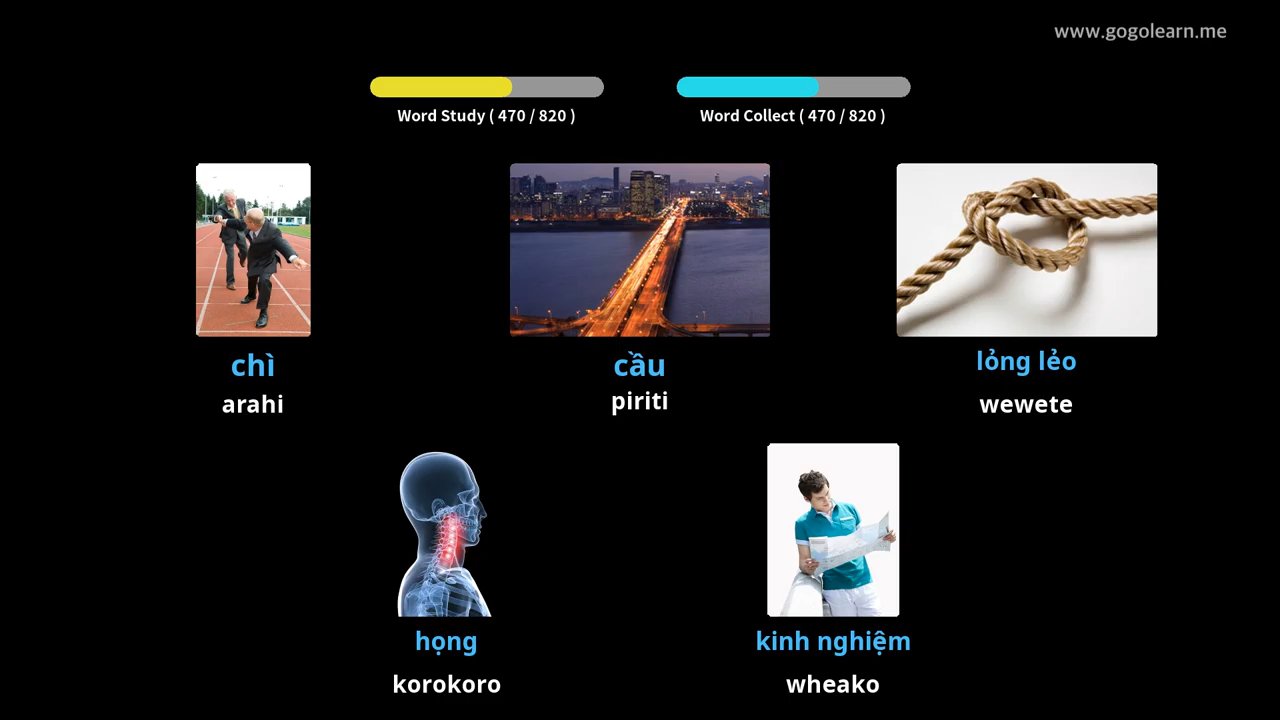 www.gogolearn.me
Word Study ( 470 / 820 )
Word Collect ( 470 / 820 )
chì
arahi
cầu
piriti
lỏng lẻo
wewete
họng
korokoro
kinh nghiệm
wheako